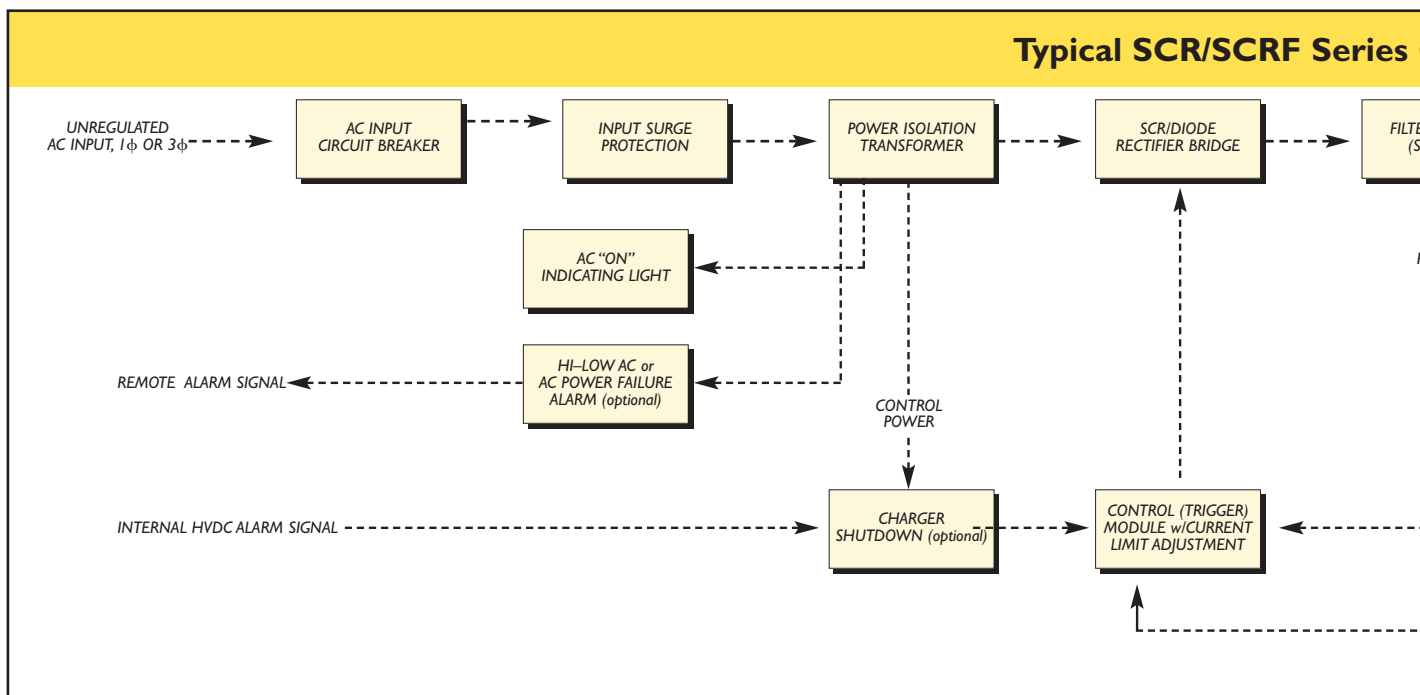 Typical SCR/SCRF Series
UNREGULATED
AC INPUT, 1ϕ OR 3ϕ
AC INPUT
CIRCUIT BREAKER
INPUT SURGE
PROTECTION
POWER ISOLATION
TRANSFORMER
SCR/DIODE
RECTIFIER BRIDGE
FILTE
(S
AC “ON”
INDICATING LIGHT
HI–LOW AC or
AC POWER FAILURE
ALARM (optional)
REMOTE ALARM SIGNAL
CONTROL
POWER
INTERNAL HVDC ALARM SIGNAL
CHARGER
SHUTDOWN (optional)
CONTROL (TRIGGER)
MODULE w/CURRENT
LIMIT ADJUSTMENT